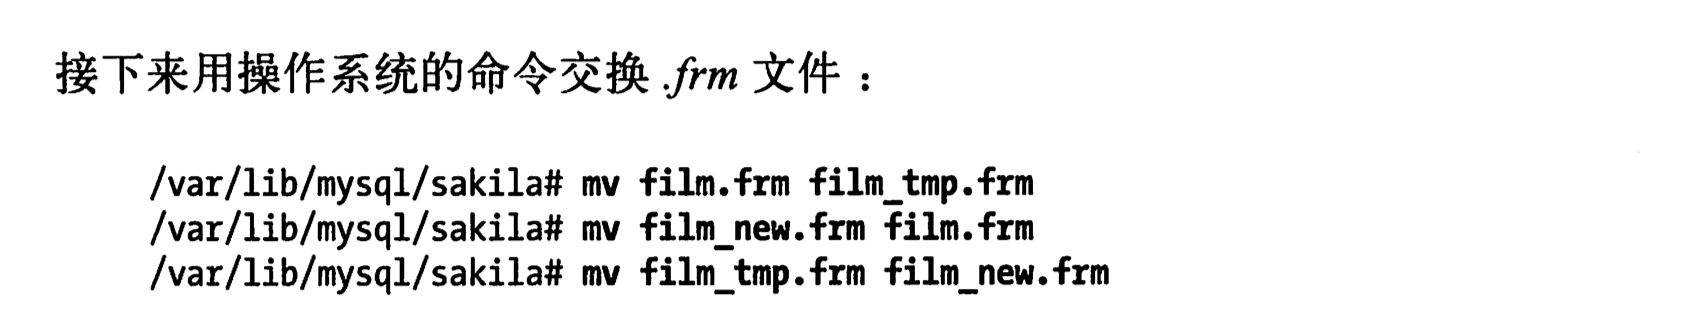 接下来用操作系统的命令交换 .frm 文件：
/var/lib/mysql/sakila# mv film.frm film_tmp.frm
/var/lib/mysql/sakila# mv film_new.frm film.frm
/var/lib/mysql/sakila# mv film_tmp.frm film_new.frm